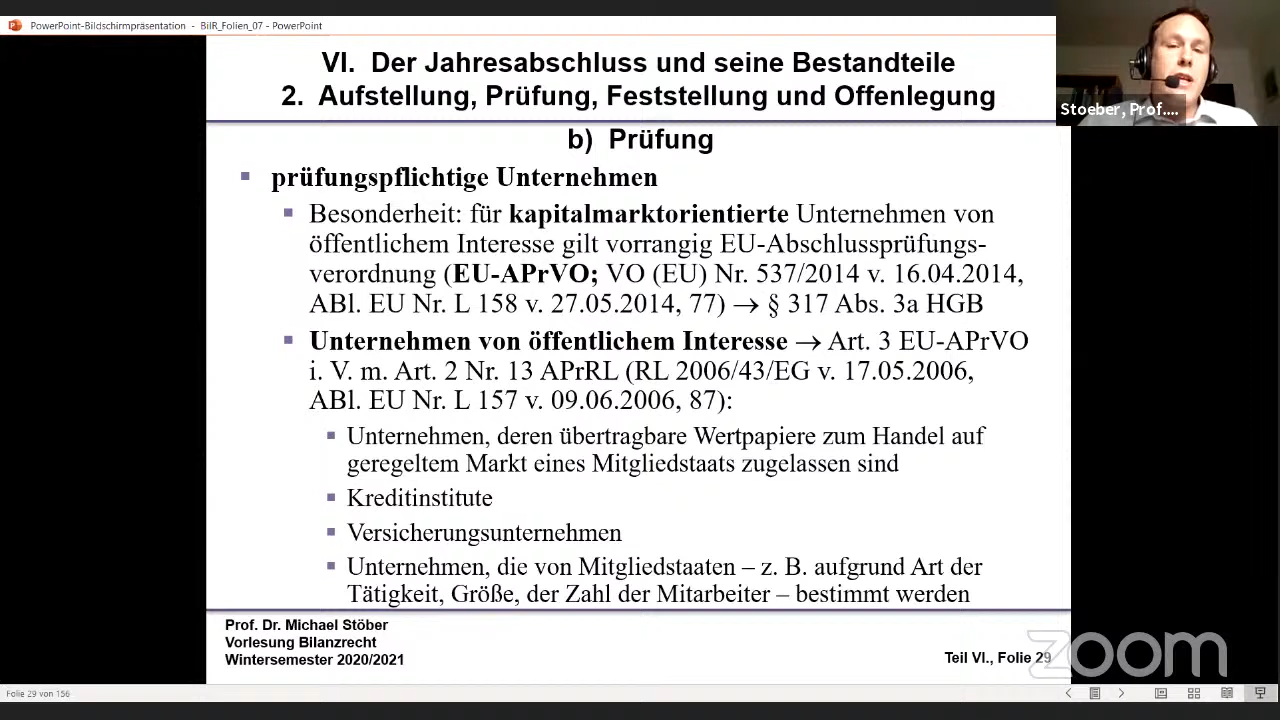 PowerPoint-Bildschirmpräsentation - BilR_Folien_07 - PowerPoint
VI. Der Jahresabschluss und seine Bestandteile
2. Aufstellung, Prüfung, Feststellung und Offenlegung
Stoeber, Prof....
b) Prüfung
prüfungspflichtige Unternehmen
Besonderheit: für kapitalmarktorientierte Unternehmen von
öffentlichem Interesse gilt vorrangig EU-Abschlussprüfungs-
verordnung (EU-APrVO; VO (EU) Nr. 537/2014 v. 16.04.2014,
ABl. EU Nr. L 158 v. 27.05.2014, 77) → § 317 Abs. 3a HGB
Unternehmen von öffentlichem Interesse → Art. 3 EU-APrVO
i. V. m. Art. 2 Nr. 13 APrRL (RL 2006/43/EG v. 17.05.2006,
ABl. EU Nr. L 157 v. 09.06.2006, 87):
Unternehmen, deren übertragbare Wertpapiere zum Handel auf
geregeltem Markt eines Mitgliedstaats zugelassen sind
Kreditinstitute
Versicherungsunternehmen
Unternehmen, die von Mitgliedstaaten – z. B. aufgrund Art der
Tätigkeit, Größe, der Zahl der Mitarbeiter – bestimmt werden
Prof. Dr. Michael Stöber
Vorlesung Bilanzrecht
Wintersemester 2020/2021
Teil VI., Folie 29
zoom
Folie 29 von 156